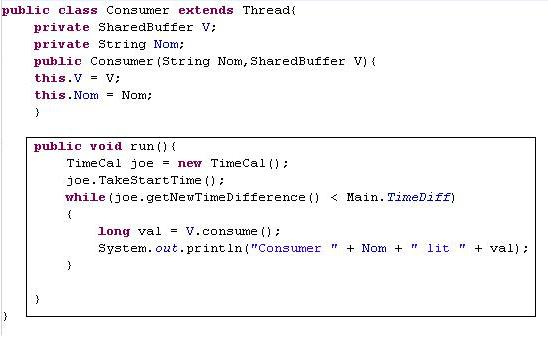 public class Consumer extends Thread{
private SharedBuffer V;
private String Nom;
public Consumer(String Nom,SharedBuffer V){
this.V = V;
this.Nom = Nom;
}
public void run(){
TimeCal joe = new TimeCal();
joe.TakeStartTime();
while(joe.getNewTimeDifference() < Main.TimeDiff)
{
long val = V.consume();
System.out.println("Consumer " + Nom + " lit " + val);
}
}
}